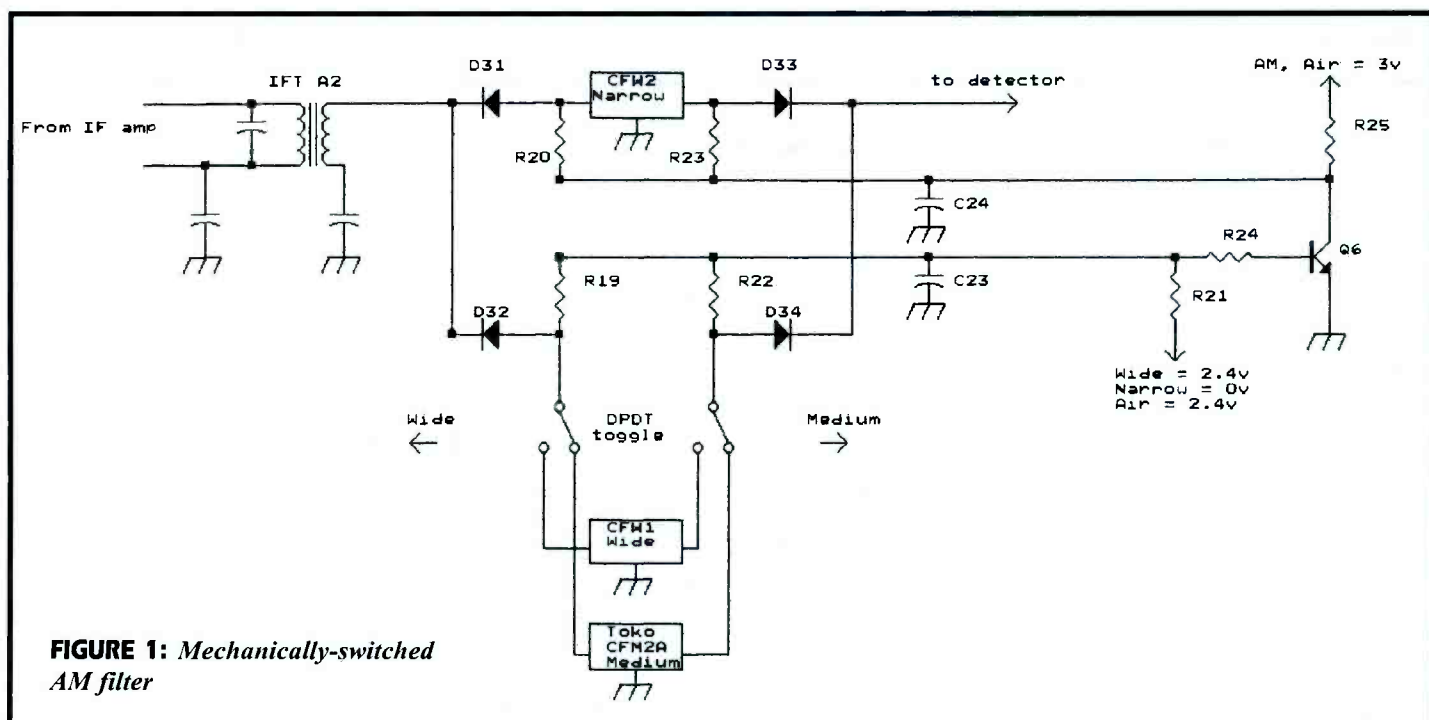 IFT A2
From IF amp
D31
CFW2
Narrow
D33
to detector
AM, Air = 3v
R25
R20
R23
C24
R24
Q6
R19
R22
C23
R21
D32
D34
Wide = 2.4v
Narrow = 0v
Air = 2.4v
Wide
DPDT
toggle
Medium
CFW1
Wide
Toko
CFM2A
Medium
FIGURE 1: Mechanically-switched
AM filter